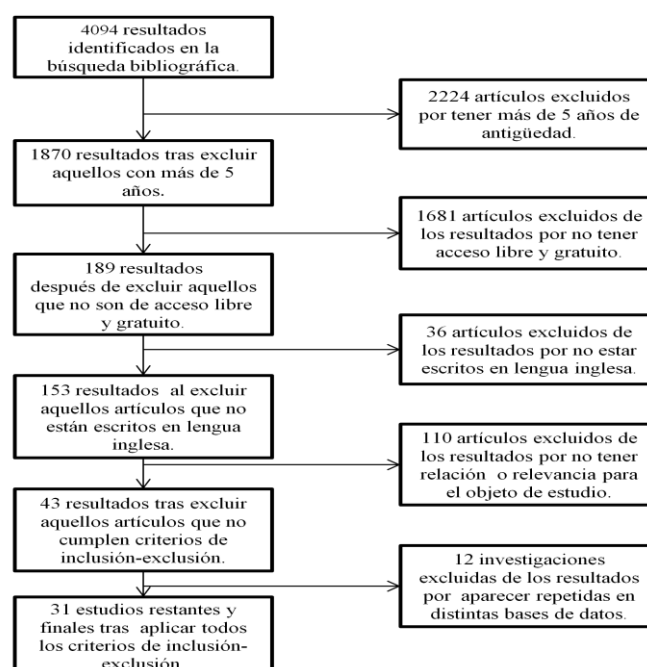 4094 resultados
identificados en la
búsqueda bibliográfica.
2224 artículos excluidos
por tener más de 5 años de
antigüedad.
1870 resultados tras excluir
aquellos con más de 5
años.
1681 artículos excluidos de
los resultados por no tener
acceso libre y gratuito.
189 resultados
después de excluir aquellos
que no son de acceso libre
y gratuito.
36 artículos excluidos de
los resultados por no estar
escritos en lengua inglesa.
153 resultados al excluir
aquellos artículos que no
están escritos en lengua
inglesa.
110 artículos excluidos de
los resultados por no tener
relación o relevancia para
el objeto de estudio.
43 resultados tras excluir
aquellos artículos que no
cumplen criterios de
inclusión-exclusión.
12 investigaciones
excluidas de los resultados
por aparecer repetidas en
distintas bases de datos.
31 estudios restantes y
finales tras aplicar todos
los criterios de inclusión-
exclusión